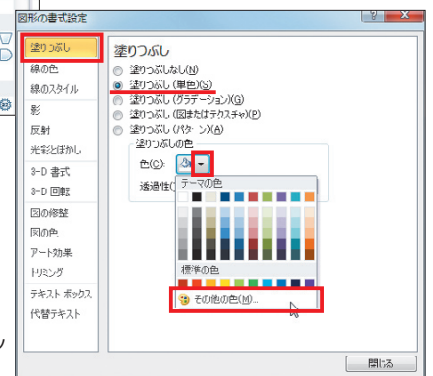 図形の書式設定
塗りつぶし
線の色
線のスタイル
影
反射
光彩とぼかし
3-D 書式
3-D 回転
図の修整
図の色
アート効果
トリミング
テキスト ボックス
代替テキスト
塗りつぶし
塗りつぶしなし(N)
塗りつぶし (単色)(S)
塗りつぶし (グラデーション)(G)
塗りつぶし (図またはテクスチャ)(P)
塗りつぶし (パターン)(A)
塗りつぶしの色
色(C):
透過性(
テーマの色
標準の色
その他の色(M)...
閉じる